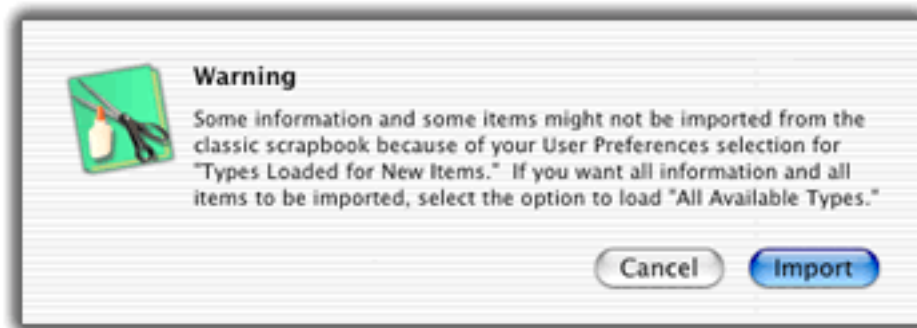 Warning
Some information and some items might not be imported from the
classic scrapbook because of your User Preferences selection for
"Types Loaded for New Items."  If you want all information and all
items to be imported, select the option to load "All Available Types."
Cancel
Import